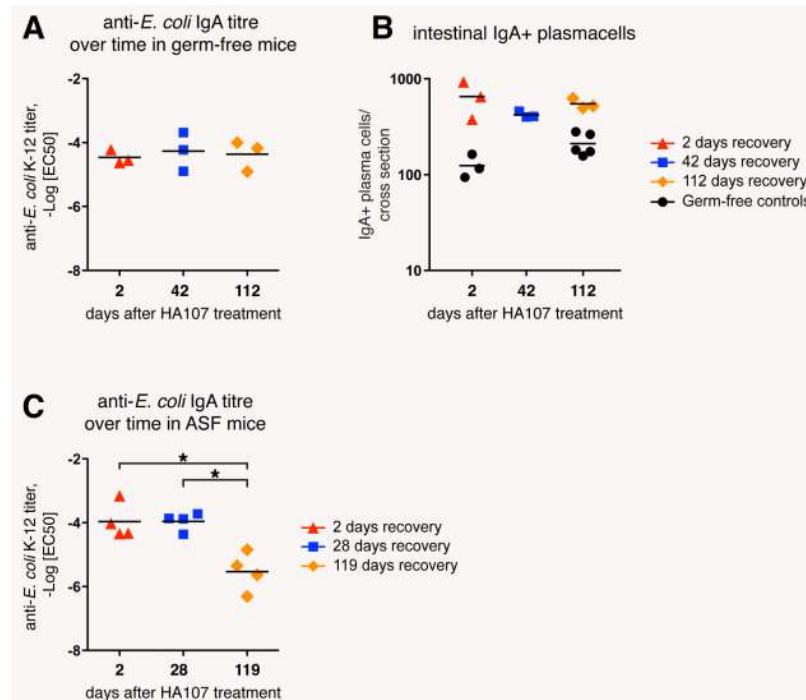 A
anti-E. coli IgA titre
over time in germ-free mice
anti-E. coli K-12 titer,
-Log [EC50]
-2
-4
-6
-8
2
42
112
days after HA107 treatment
B
intestinal IgA+ plasmacells
IgA+ plasma cells/
cross section
1000
100
10
2
42
112
days after HA107 treatment
2 days recovery
42 days recovery
112 days recovery
Germ-free controls
C
anti-E. coli IgA titre
over time in ASF mice
anti-E. coli K-12 titer,
-Log [EC50]
-2
-4
-6
-8
*
*
2
28
119
days after HA107 treatment
2 days recovery
28 days recovery
119 days recovery